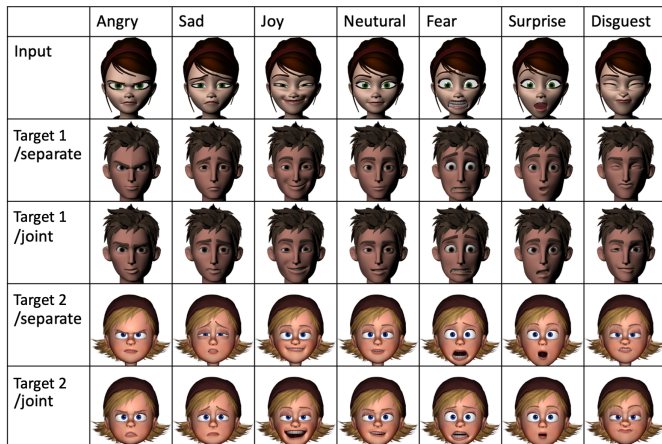 Angry Sad Joy Neutural Fear Surprise Disguest
Input
Target 1
/separate
Target 1
/joint
Target 2
/separate
Target 2
/joint